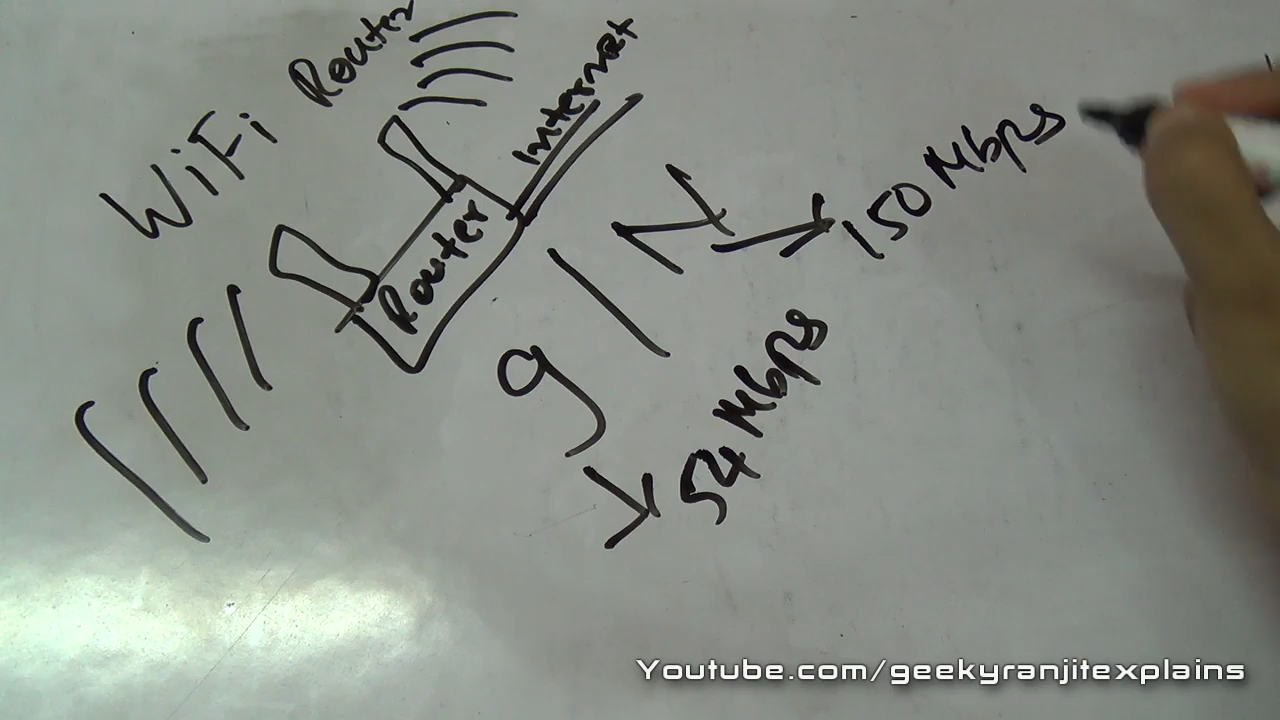 WiFi Router
Internet
Router
g / N
150 Mbps
54 Mbps
Youtube.com/geekyranjitexplains